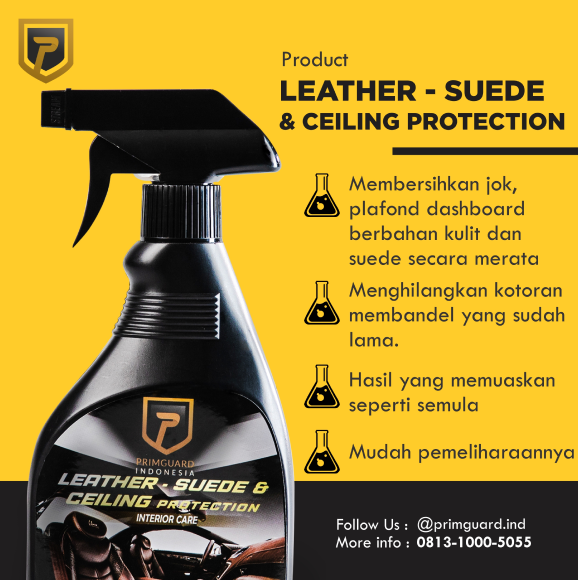 Product
LEATHER - SUEDE
& CEILING PROTECTION
Membersihkan jok,
plafond dashboard
berbahan kulit dan
suede secara merata
Menghilangkan kotoran
membandel yang sudah
lama.
Hasil yang memuaskan
seperti semula
Mudah pemeliharaannya
PRIMGUARD
INDONESIA
LEATHER - SUEDE &
CEILING PROTECTION
INTERIOR CARE
Follow Us : @primguard.ind
More info : 0813-1000-5055